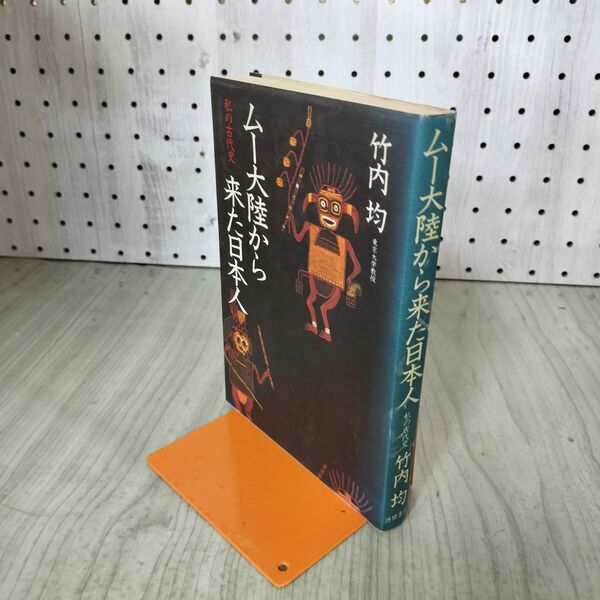 ムー大陸から
来た日本人
私の古代史
竹内 均
東京大学教授
ムー大陸から来た日本人
私の古代史
竹内 均
徳間書店